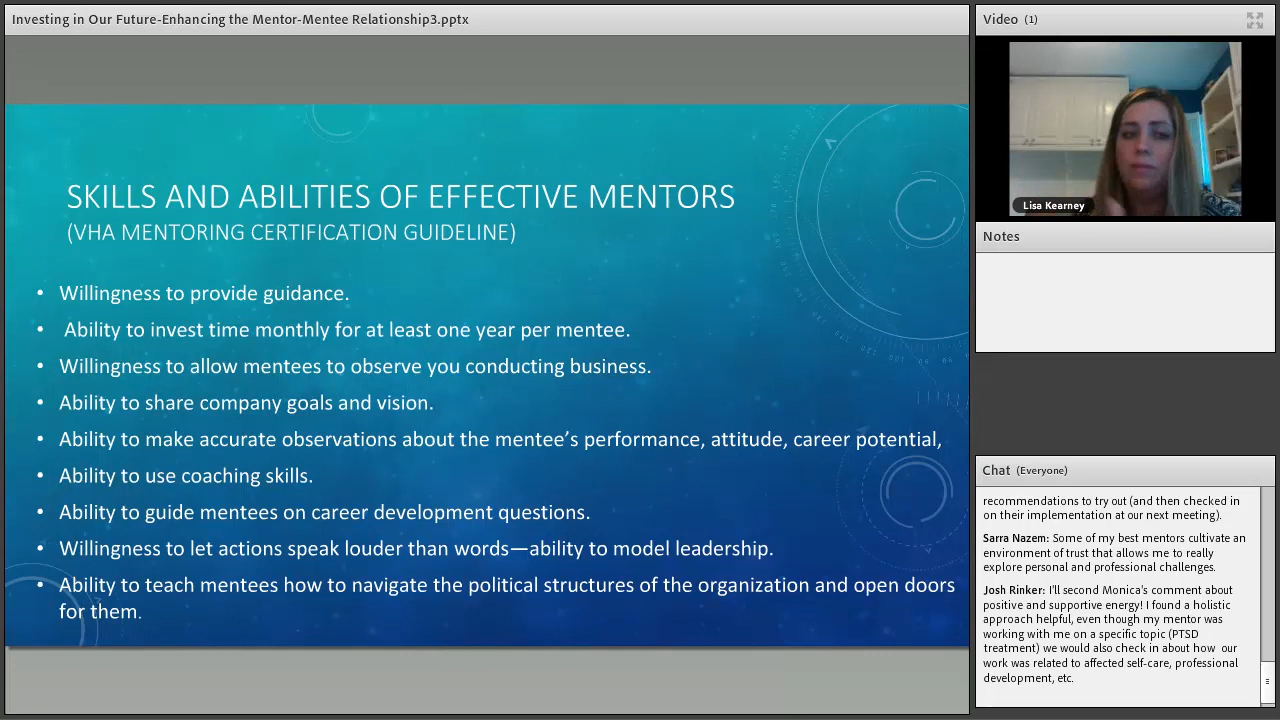 Investing in Our Future-Enhancing the Mentor-Mentee Relationship3.pptx
SKILLS AND ABILITIES OF EFFECTIVE MENTORS
(VHA MENTORING CERTIFICATION GUIDELINE)
• Willingness to provide guidance.
• Ability to invest time monthly for at least one year per mentee.
• Willingness to allow mentees to observe you conducting business.
• Ability to share company goals and vision.
• Ability to make accurate observations about the mentee’s performance, attitude, career potential,
• Ability to use coaching skills.
• Ability to guide mentees on career development questions.
• Willingness to let actions speak louder than words—ability to model leadership.
• Ability to teach mentees how to navigate the political structures of the organization and open doors
for them.
Video (1)
Lisa Kearney
Notes
Chat (Everyone)
recommendations to try out (and then checked in
on their implementation at our next meeting).
Sarra Nazem: Some of my best mentors cultivate an
environment of trust that allows me to really
explore personal and professional challenges.
Josh Rinker: I'll second Monica's comment about
positive and supportive energy! I found a holistic
approach helpful, even though my mentor was
working with me on a specific topic (PTSD
treatment) we would also check in about how our
work was related to affected self-care, professional
development, etc.